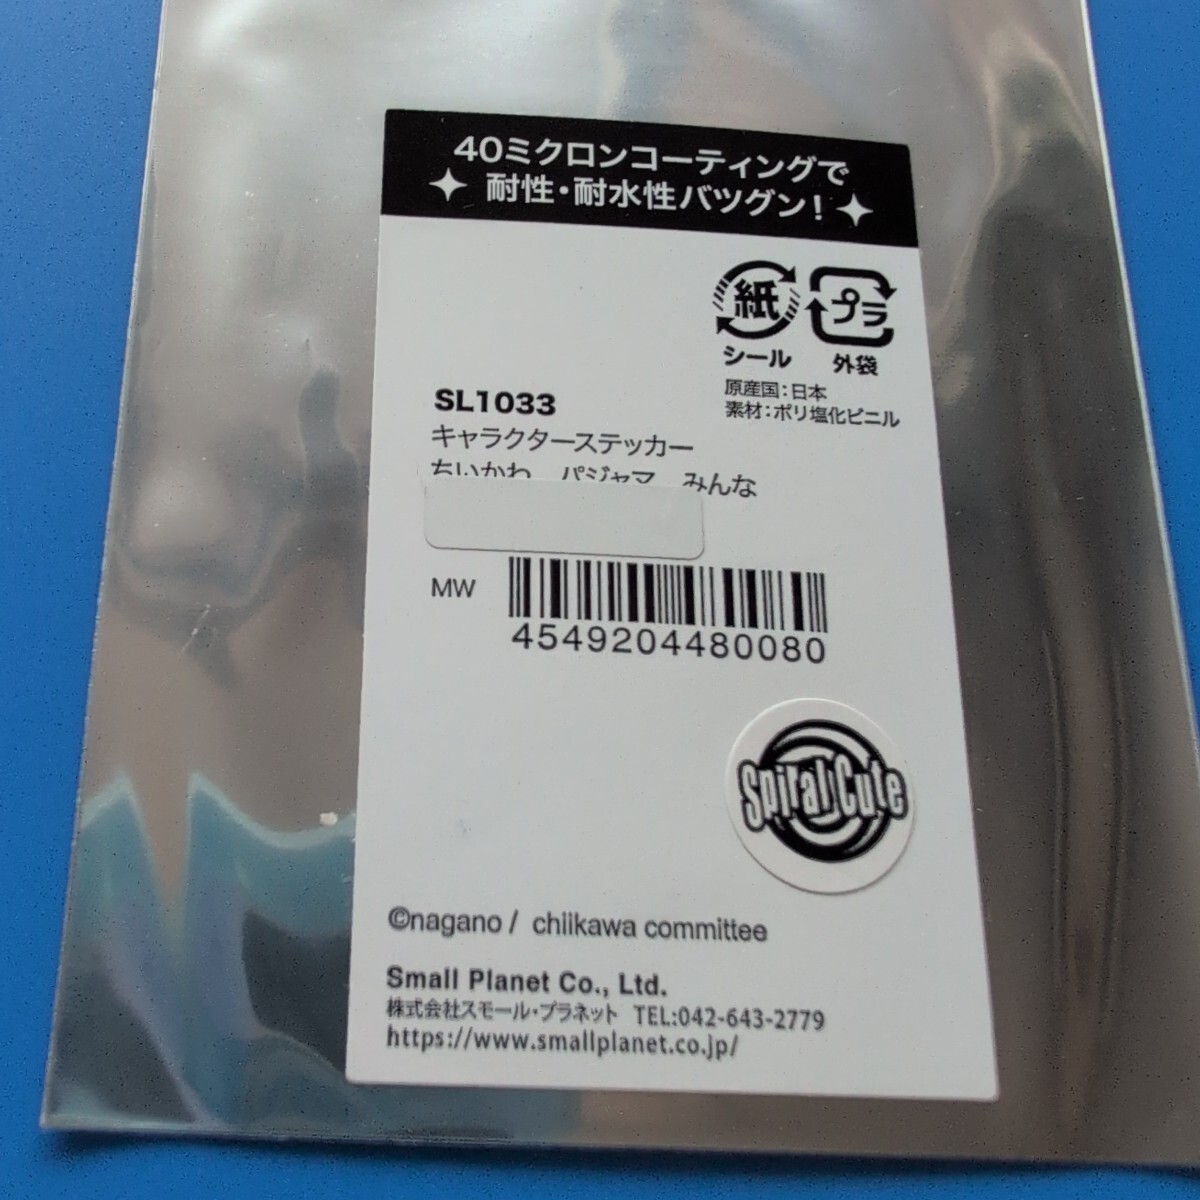 40ミクロンコーティングで
耐性・耐水性バツグン!
紙
プラ
シール
外袋
原産国:日本
素材:ポリ塩化ビニル
SL1033
キャラクターステッカー
ちいかわ パジャマ みんな
MW
4549204480080
Spiral Cute
©nagano / chiikawa committee
Small Planet Co., Ltd.
株式会社スモール・プラネット TEL:042-643-2779
https://www.smallplanet.co.jp/